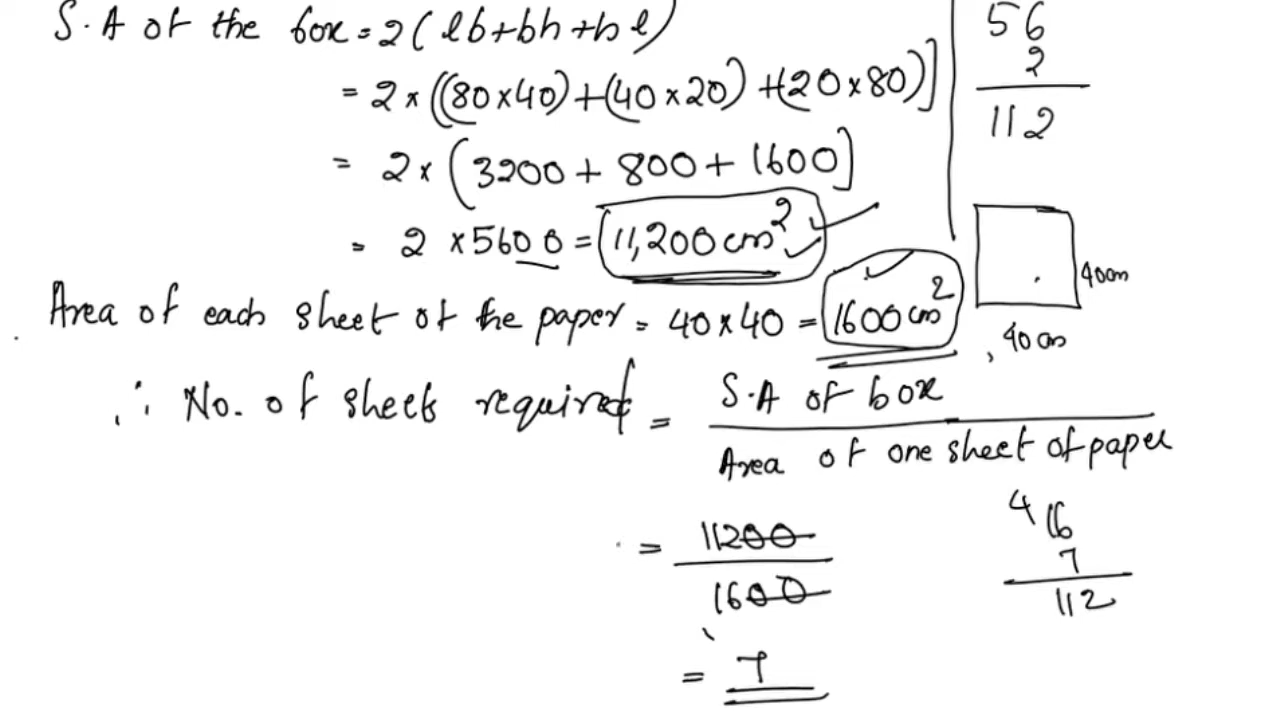 S.A of the box = 2(lb+bh+hl)
= 2 × ((80×40)+(40×20)+(20×80)]
= 2 × (3200 + 800 + 1600]
= 2 × 5600 = 11,200 cm²
Area of each sheet of the paper = 40×40 = 1600 cm²
∴ No. of sheets required = S.A of box
Area of one sheet of paper
= 11200
1600
= 7
56
2
112
40cm
40cm
4 16
7
112